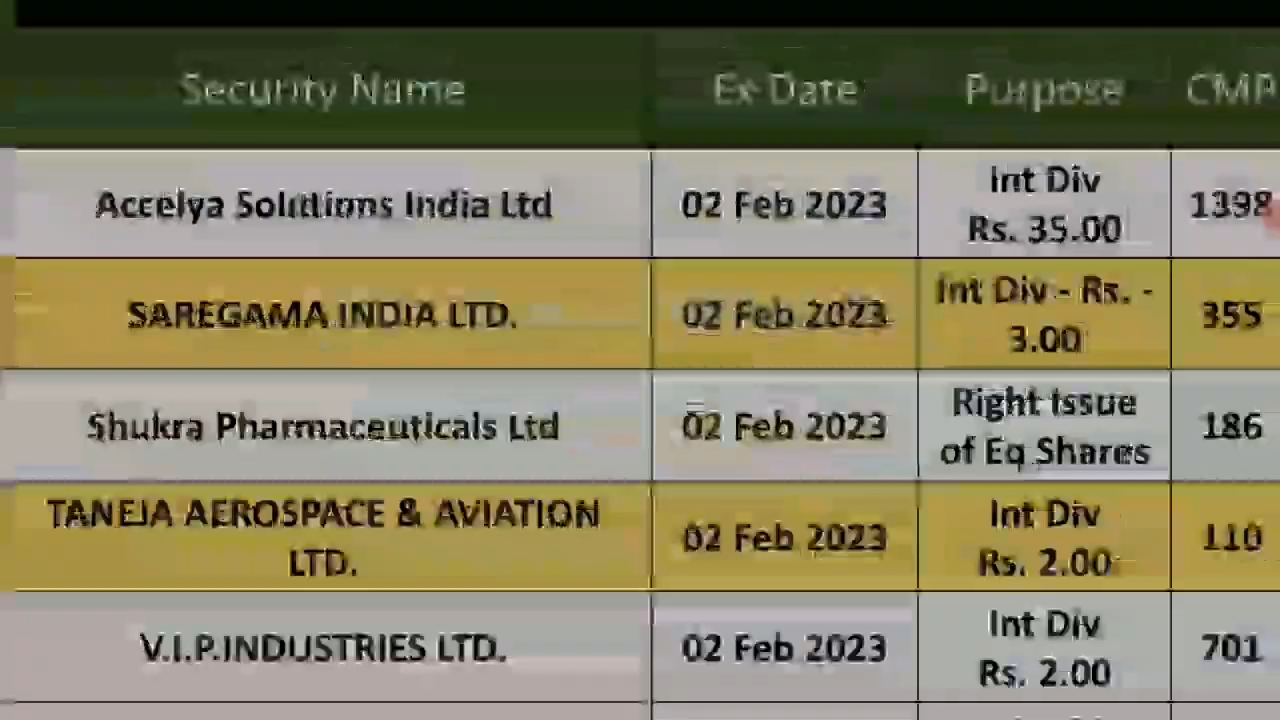 Security Name Ex Date Purpose CMP
Accelya Solutions India Ltd 02 Feb 2023 Int Div Rs. 35.00 1398
SAREGAMA INDIA LTD. 02 Feb 2023 Int Div - Rs. - 3.00 355
Shukra Pharmaceuticals Ltd 02 Feb 2023 Right Issue of Eq Shares 186
TANEJA AEROSPACE & AVIATION LTD. 02 Feb 2023 Int Div Rs. 2.00 110
V.I.P.INDUSTRIES LTD. 02 Feb 2023 Int Div Rs. 2.00 701